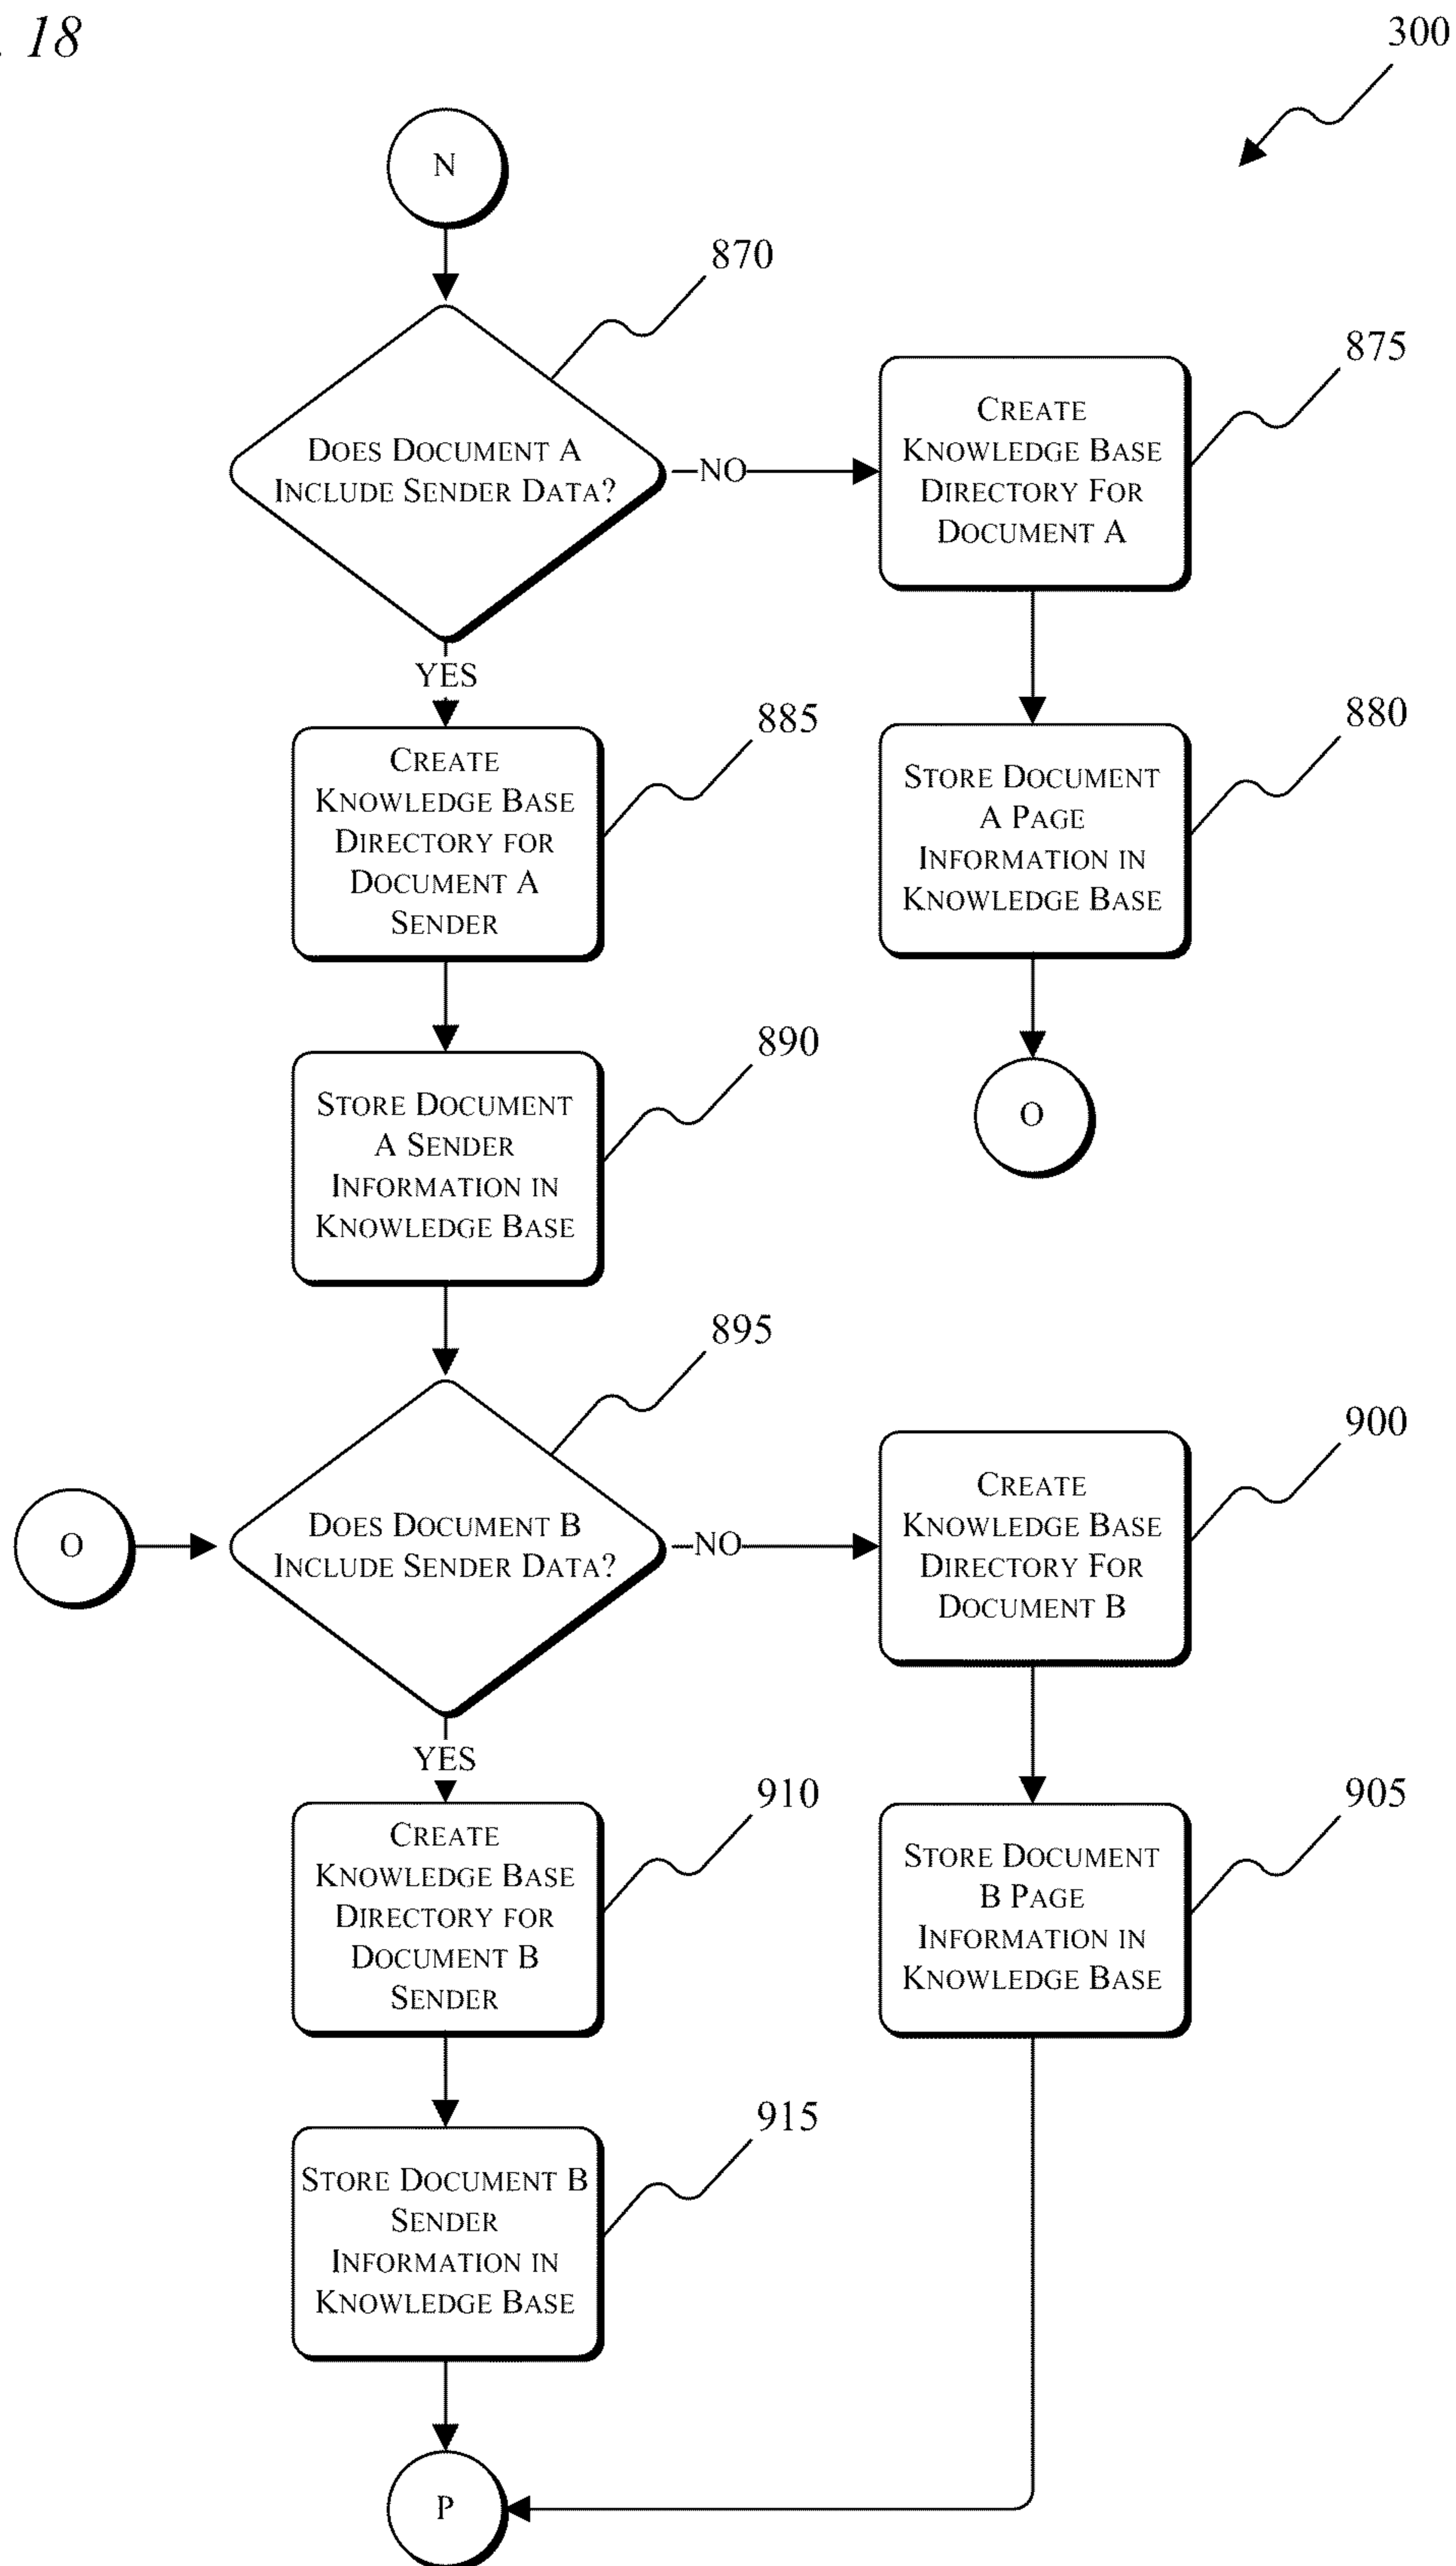 . 18
300
N
870
DOES DOCUMENT A
INCLUDE SENDER DATA?
NO
875
CREATE
KNOWLEDGE BASE
DIRECTORY FOR
DOCUMENT A
YES
885
CREATE
KNOWLEDGE BASE
DIRECTORY FOR
DOCUMENT A
SENDER
880
STORE DOCUMENT
A PAGE
INFORMATION IN
KNOWLEDGE BASE
890
STORE DOCUMENT
A SENDER
INFORMATION IN
KNOWLEDGE BASE
O
895
O
DOES DOCUMENT B
INCLUDE SENDER DATA?
NO
900
CREATE
KNOWLEDGE BASE
DIRECTORY FOR
DOCUMENT B
YES
910
CREATE
KNOWLEDGE BASE
DIRECTORY FOR
DOCUMENT B
SENDER
905
STORE DOCUMENT
B PAGE
INFORMATION IN
KNOWLEDGE BASE
915
STORE DOCUMENT B
SENDER
INFORMATION IN
KNOWLEDGE BASE
P